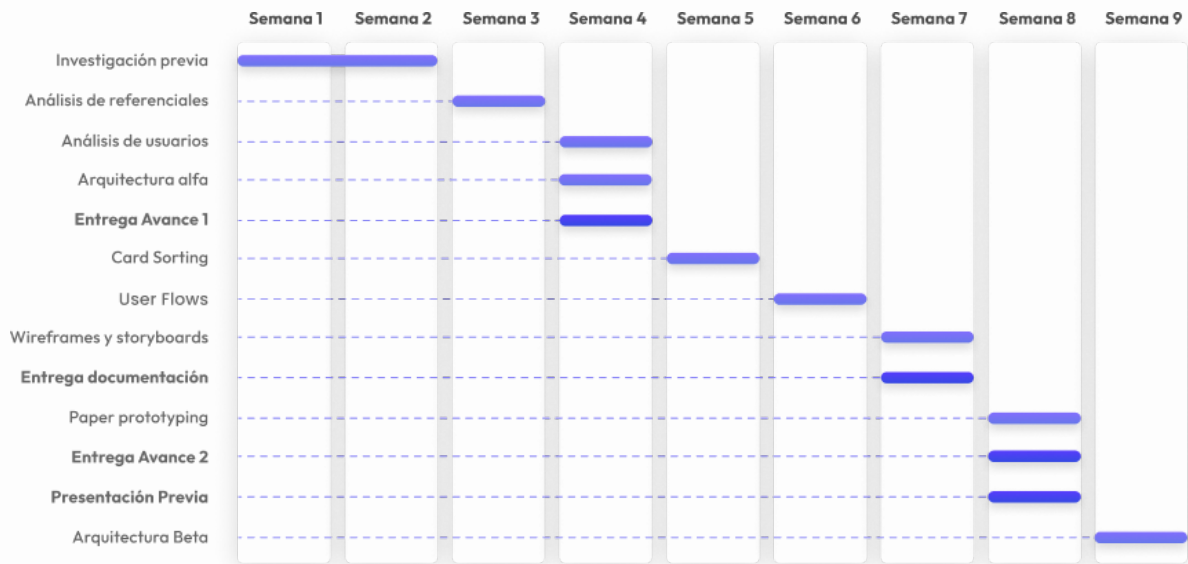 Semana 1 Semana 2 Semana 3 Semana 4 Semana 5 Semana 6 Semana 7 Semana 8 Semana 9
Investigación previa
Análisis de referenciales
Análisis de usuarios
Arquitectura alfa
Entrega Avance 1
Card Sorting
User Flows
Wireframes y storyboards
Entrega documentación
Paper prototyping
Entrega Avance 2
Presentación Previa
Arquitectura Beta